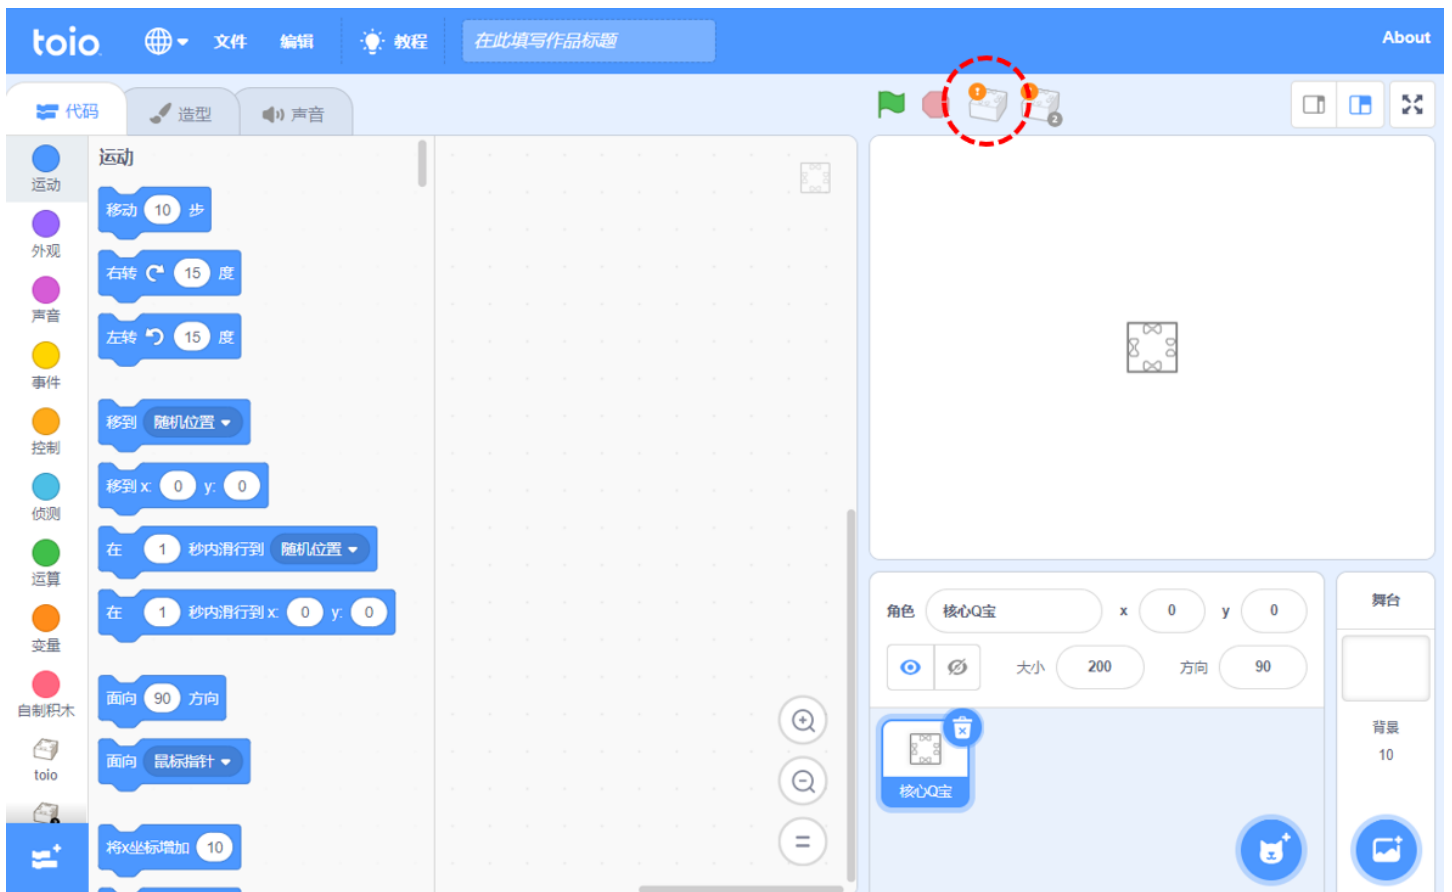 toio 文件 编辑 教程 在此填写作品标题 About
代码 造型 声音
2
运动
外观
声音
事件
控制
侦测
运算
变量
自制积木
toio
运动
移动 10 步
右转 15 度
左转 15 度
移到 随机位置
移到 x: 0 y: 0
在 1 秒内滑行到 随机位置
在 1 秒内滑行到 x: 0 y: 0
面向 90 方向
面向 鼠标指针
将x坐标增加 10
角色 核心Q宝 x 0 y 0
大小 200 方向 90
核心Q宝
舞台
背景
10